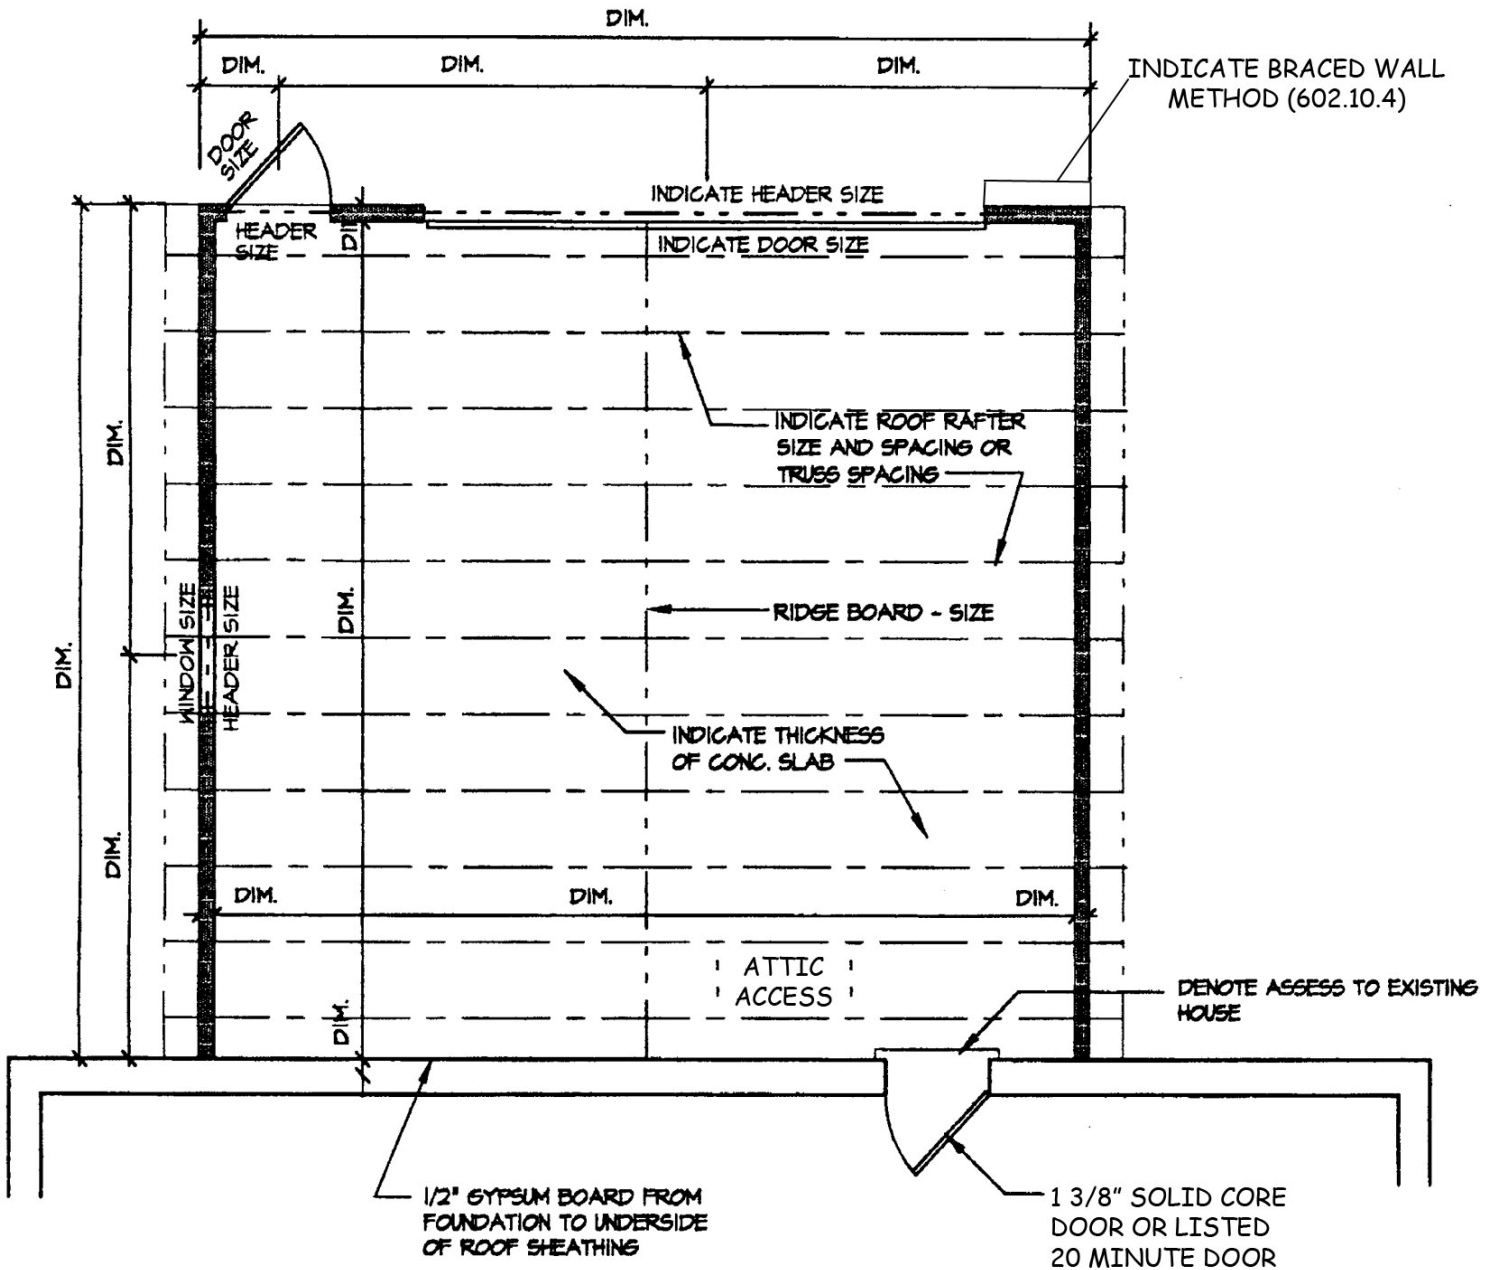 DIM.
DIM.
DIM.
DIM.
INDICATE BRACED WALL
METHOD (602.10.4)
DOOR
SIZE
INDICATE HEADER SIZE
HEADER
SIZE
DIM.
INDICATE DOOR SIZE
INDICATE ROOF RAFTER
SIZE AND SPACING OR
TRUSS SPACING
DIM.
WINDOW SIZE
HEADER SIZE
DIM.
RIDGE BOARD - SIZE
DIM.
INDICATE THICKNESS
OF CONC. SLAB
DIM.
DIM.
DIM.
DIM.
ATTIC
ACCESS
DIM.
DENOTE ASSESS TO EXISTING
HOUSE
1/2" GYPSUM BOARD FROM
FOUNDATION TO UNDERSIDE
OF ROOF SHEATHING
1 3/8" SOLID CORE
DOOR OR LISTED
20 MINUTE DOOR